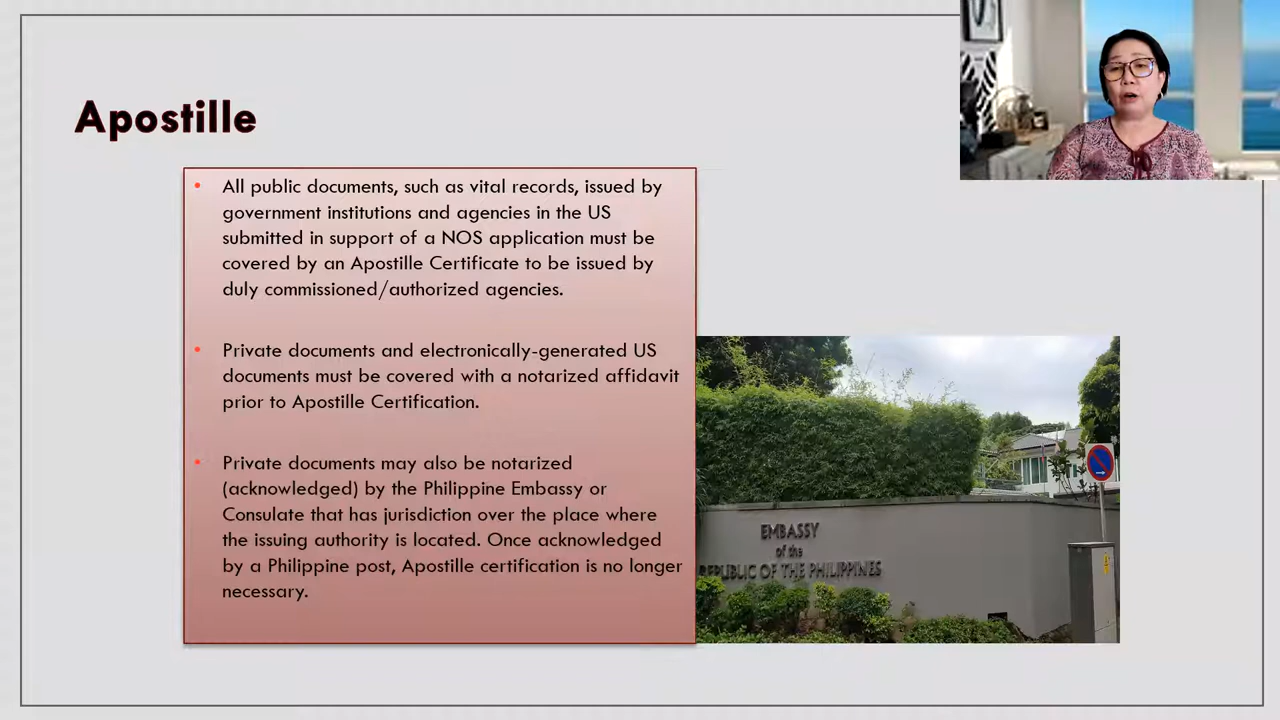 Apostille
• All public documents, such as vital records, issued by
government institutions and agencies in the US
submitted in support of a NOS application must be
covered by an Apostille Certificate to be issued by
duly commissioned/authorized agencies.
• Private documents and electronically-generated US
documents must be covered with a notarized affidavit
prior to Apostille Certification.
• Private documents may also be notarized
(acknowledged) by the Philippine Embassy or
Consulate that has jurisdiction over the place where
the issuing authority is located. Once acknowledged
by a Philippine post, Apostille certification is no longer
necessary.
EMBASSY
of the
REPUBLIC OF THE PHILIPPINES